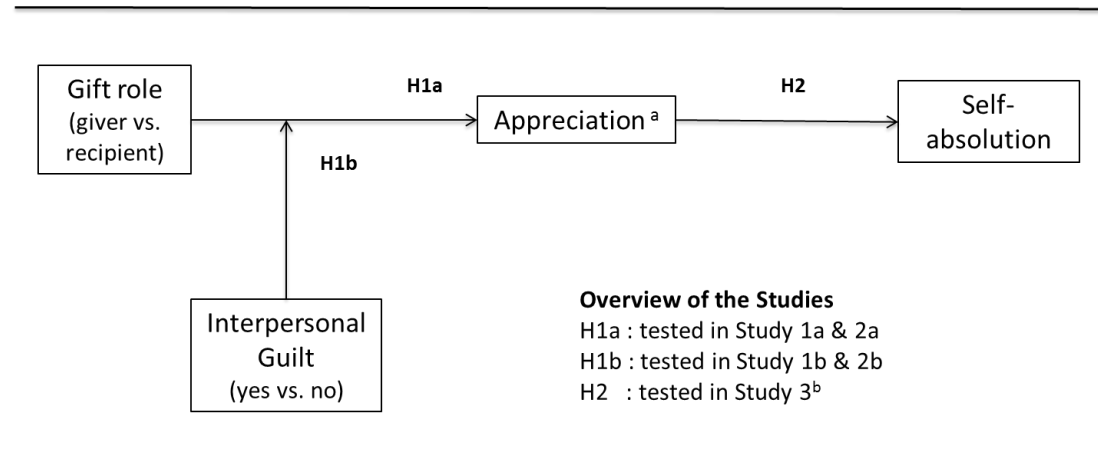 Gift role
(giver vs.
recipient)
H1a
Appreciation a
H2
Self-
absolution
H1b
Interpersonal
Guilt
(yes vs. no)
Overview of the Studies
H1a : tested in Study 1a & 2a
H1b : tested in Study 1b & 2b
H2 : tested in Study 3b